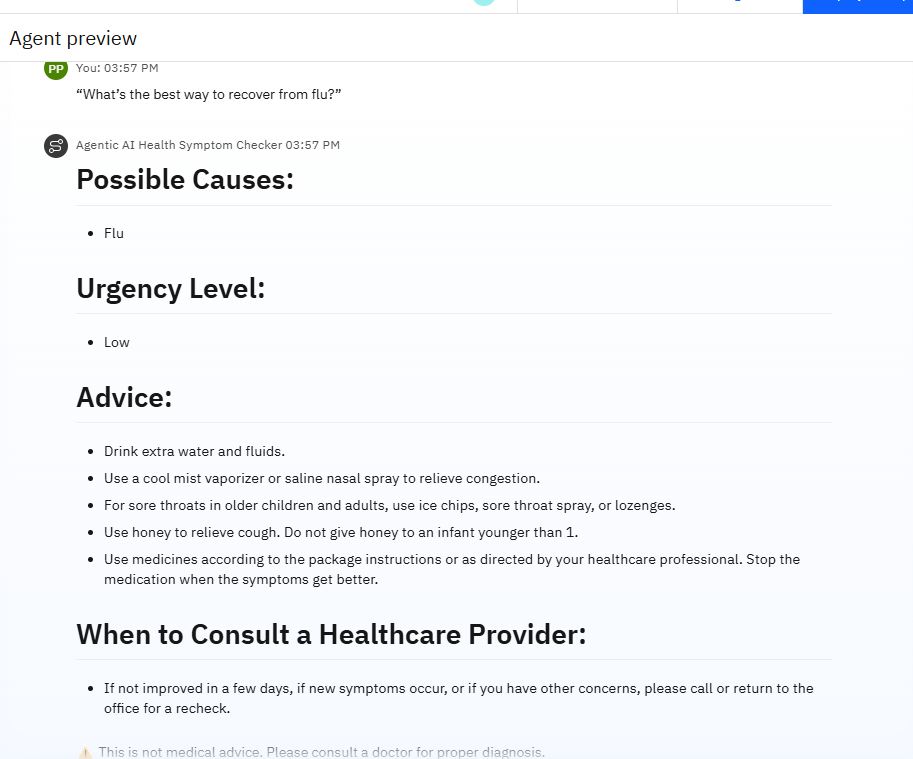 Agent preview
PP
You: 03:57 PM
“What’s the best way to recover from flu?”
Agentic AI Health Symptom Checker 03:57 PM
Possible Causes:
• Flu
Urgency Level:
• Low
Advice:
• Drink extra water and fluids.
• Use a cool mist vaporizer or saline nasal spray to relieve congestion.
• For sore throats in older children and adults, use ice chips, sore throat spray, or lozenges.
• Use honey to relieve cough. Do not give honey to an infant younger than 1.
• Use medicines according to the package instructions or as directed by your healthcare professional. Stop the
medication when the symptoms get better.
When to Consult a Healthcare Provider:
• If not improved in a few days, if new symptoms occur, or if you have other concerns, please call or return to the
office for a recheck.
⚠️ This is not medical advice. Please consult a doctor for proper diagnosis.